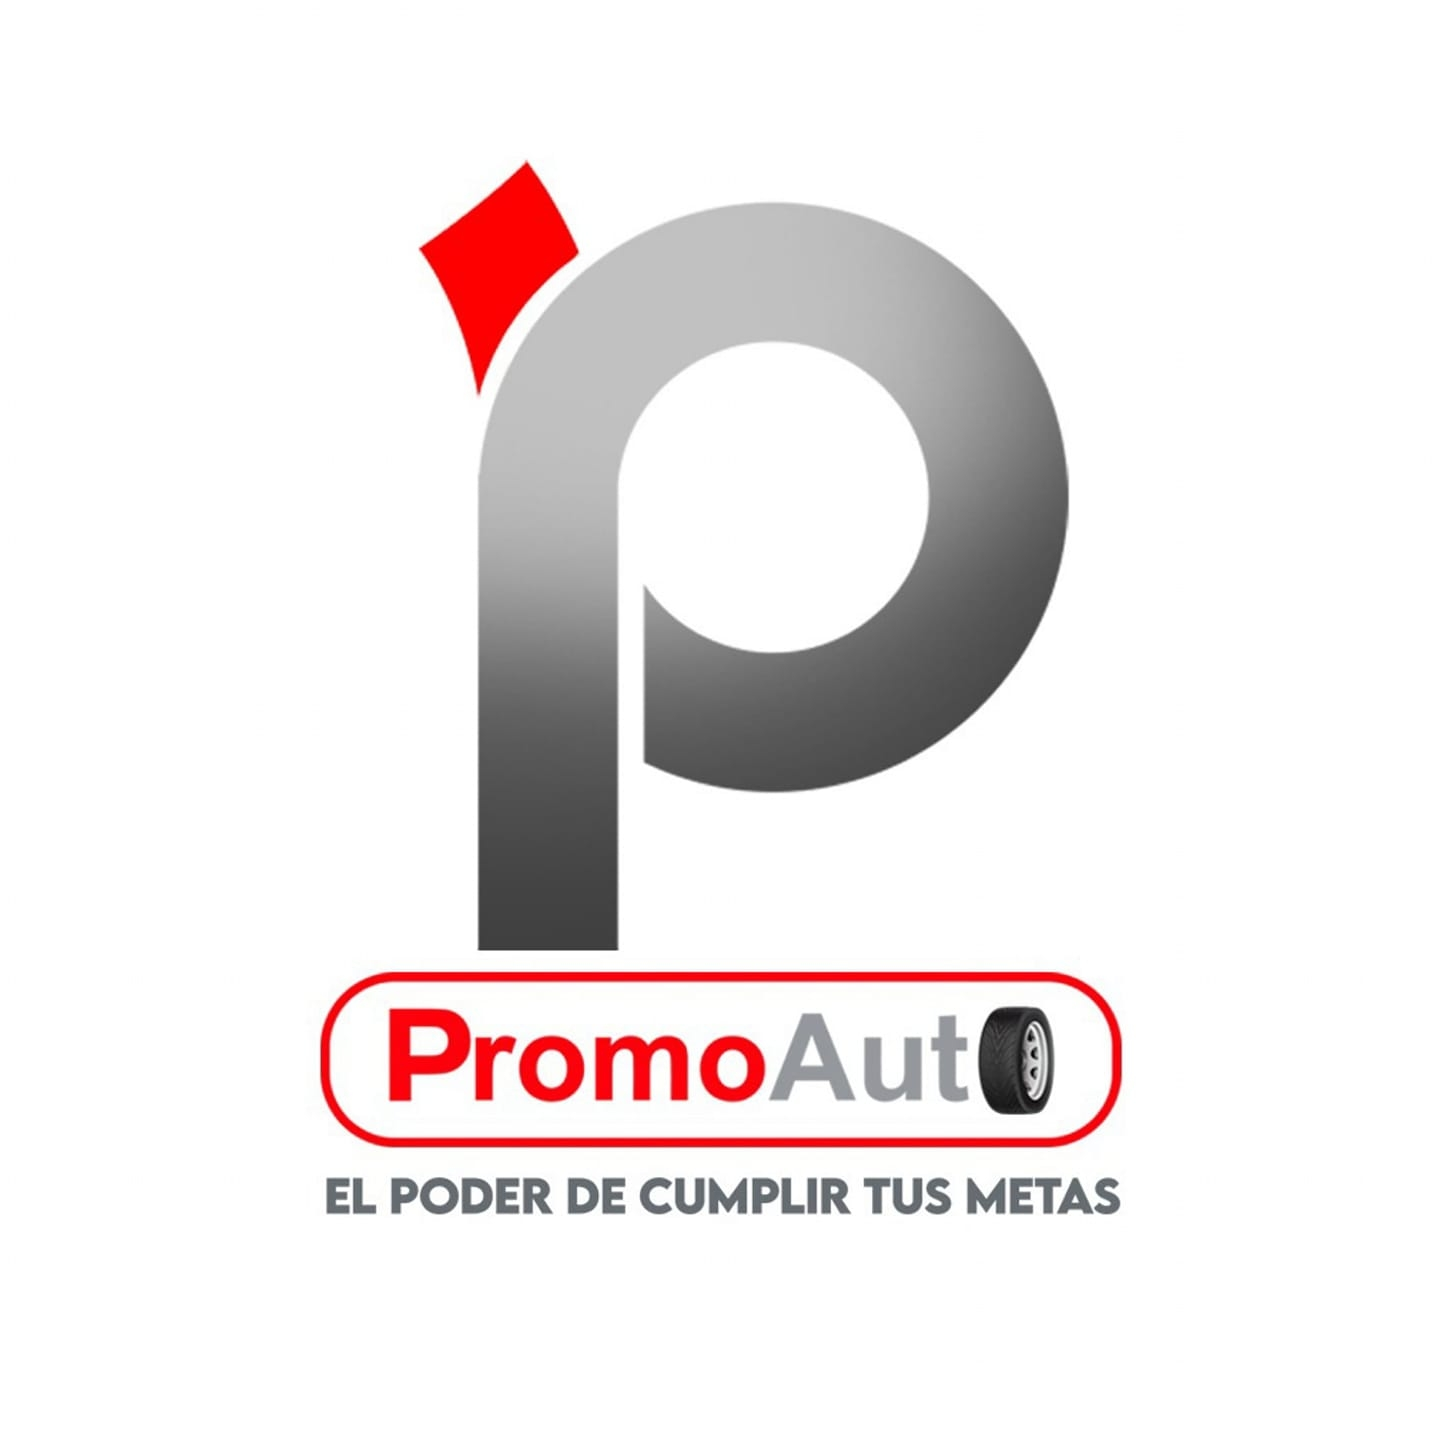 P
PromoAuto
EL PODER DE CUMPLIR TUS METAS